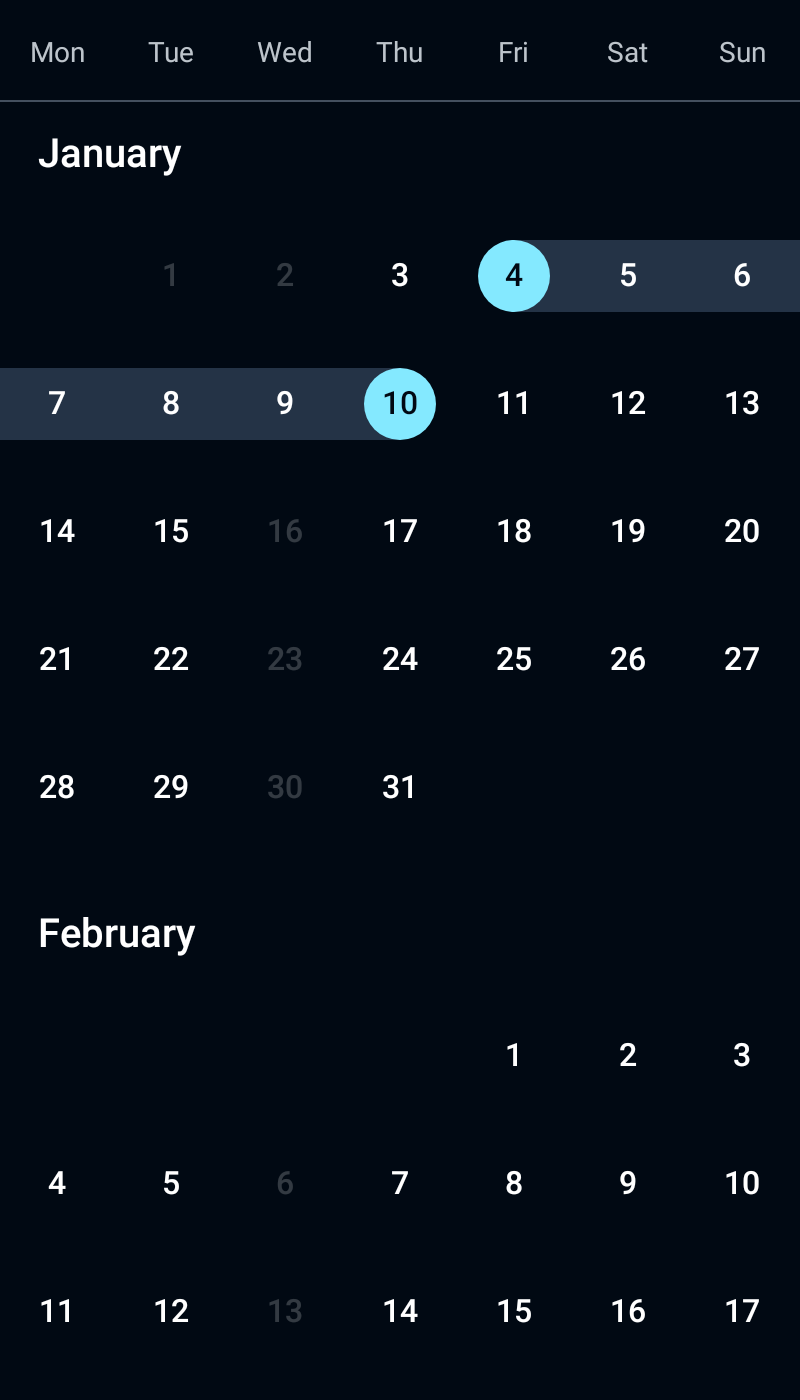 Mon Tue Wed Thu Fri Sat Sun
January
1 2 3 4 5 6
7 8 9 10 11 12 13
14 15 16 17 18 19 20
21 22 23 24 25 26 27
28 29 30 31
February
1 2 3
4 5 6 7 8 9 10
11 12 13 14 15 16 17